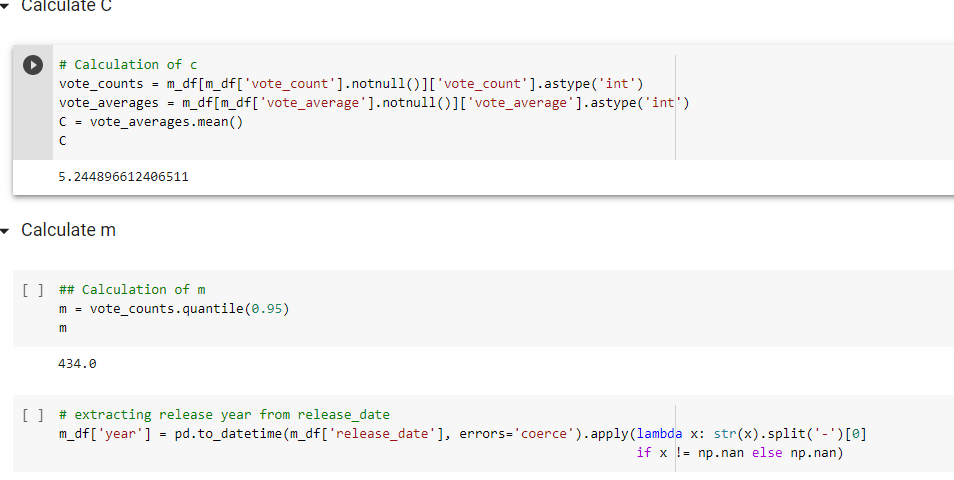 Calculate C
# Calculation of c
vote_counts = m_df[m_df['vote_count'].notnull()]['vote_count'].astype('int')
vote_averages = m_df[m_df['vote_average'].notnull()]['vote_average'].astype('int')
C = vote_averages.mean()
C
5.244896612406511
Calculate m
[ ] ## Calculation of m
m = vote_counts.quantile(0.95)
m
434.0
[ ] # extracting release year from release_date
m_df['year'] = pd.to_datetime(m_df['release_date'], errors='coerce').apply(lambda x: str(x).split('-')[0]
if x != np.nan else np.nan)